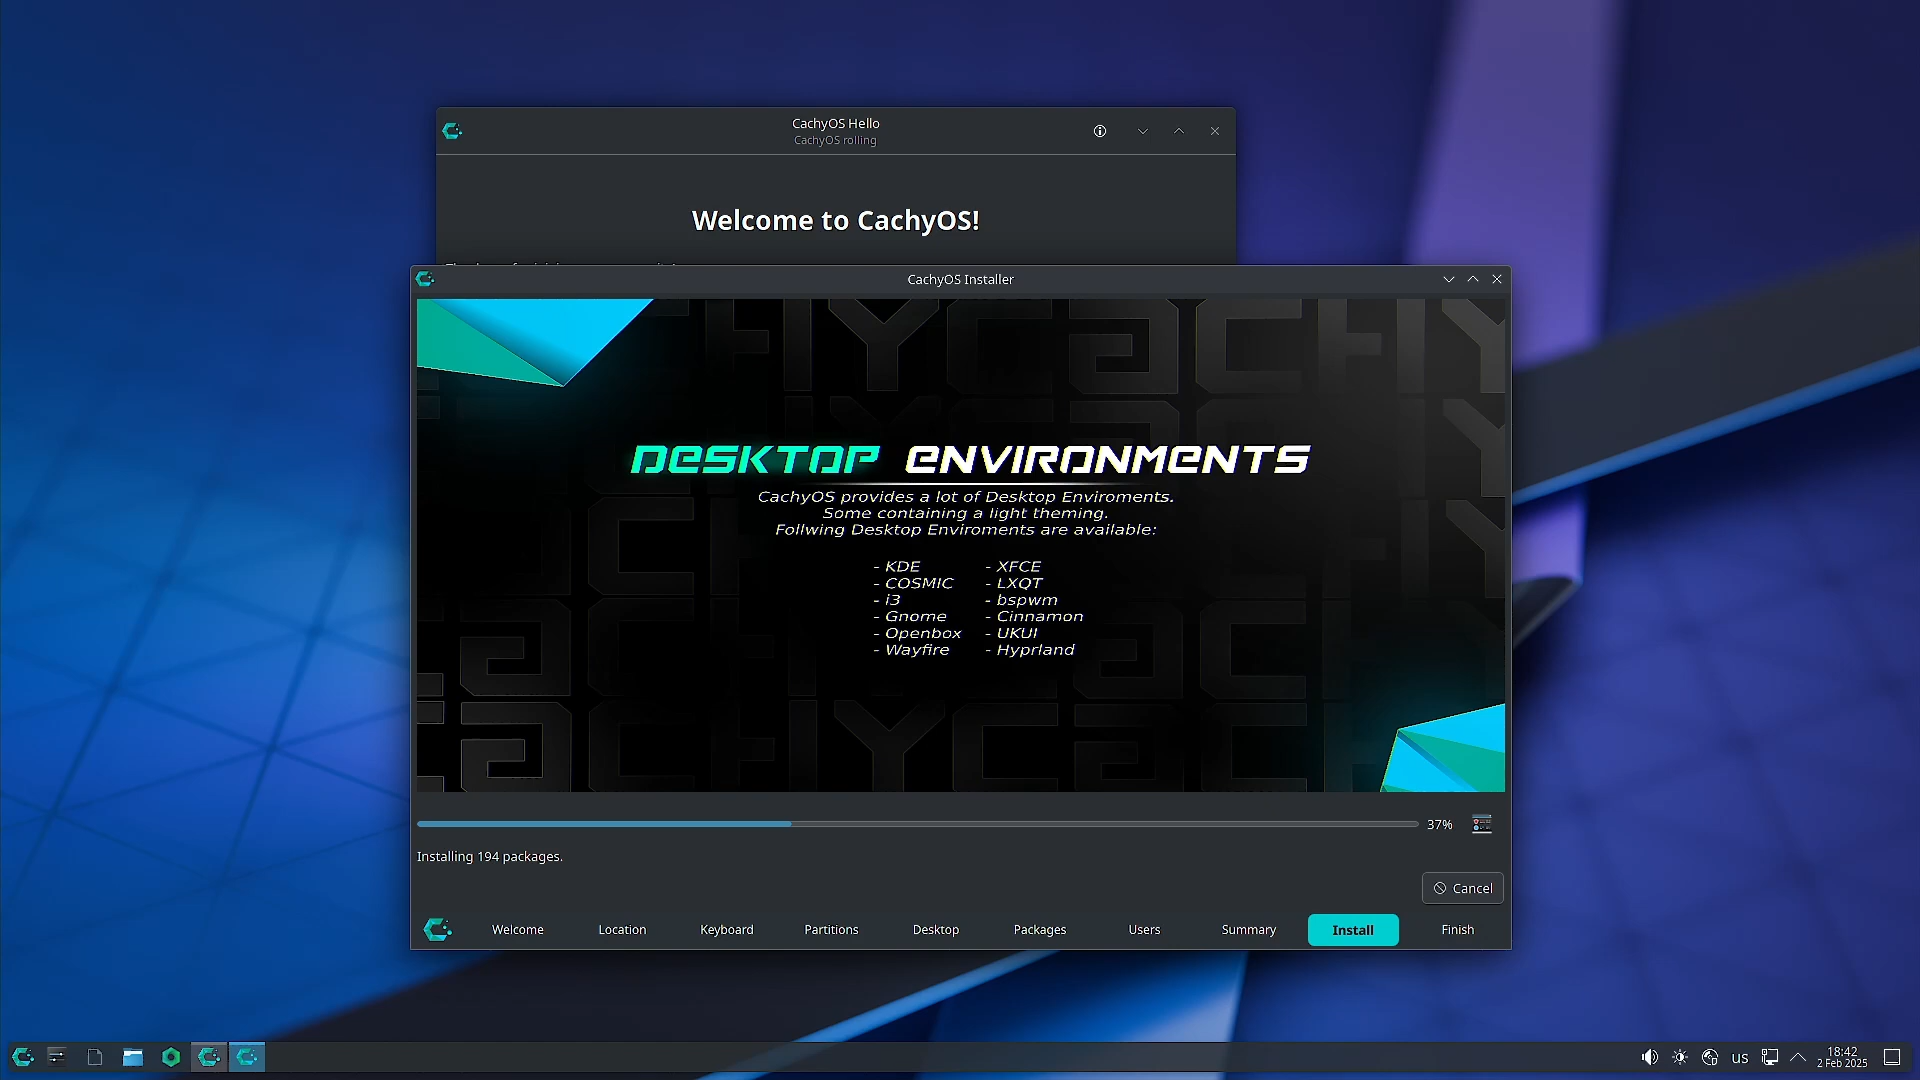 CachyOS Hello
CachyOS rolling
Welcome to CachyOS!
CachyOS Installer
DESKTOP ENVIRONMENTS
CachyOS provides a lot of Desktop Enviroments.
Some containing a light theming.
Follwing Desktop Enviroments are available:
- KDE - XFCE
- COSMIC - LXQT
- i3 - bspwm
- Gnome - Cinnamon
- Openbox - UKUI
- Wayfire - Hyprland
37%
Installing 194 packages.
Cancel
Welcome Location Keyboard Partitions Desktop Packages Users Summary Install Finish
us 18:42
2 Feb 2025